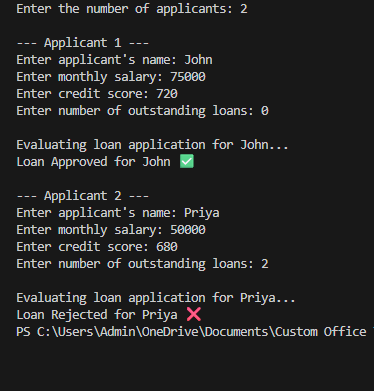 Enter the number of applicants: 2
--- Applicant 1 ---
Enter applicant's name: John
Enter monthly salary: 75000
Enter credit score: 720
Enter number of outstanding loans: 0
Evaluating loan application for John...
Loan Approved for John ✅
--- Applicant 2 ---
Enter applicant's name: Priya
Enter monthly salary: 50000
Enter credit score: 680
Enter number of outstanding loans: 2
Evaluating loan application for Priya...
Loan Rejected for Priya ❌
PS C:\Users\Admin\OneDrive\Documents\Custom Office